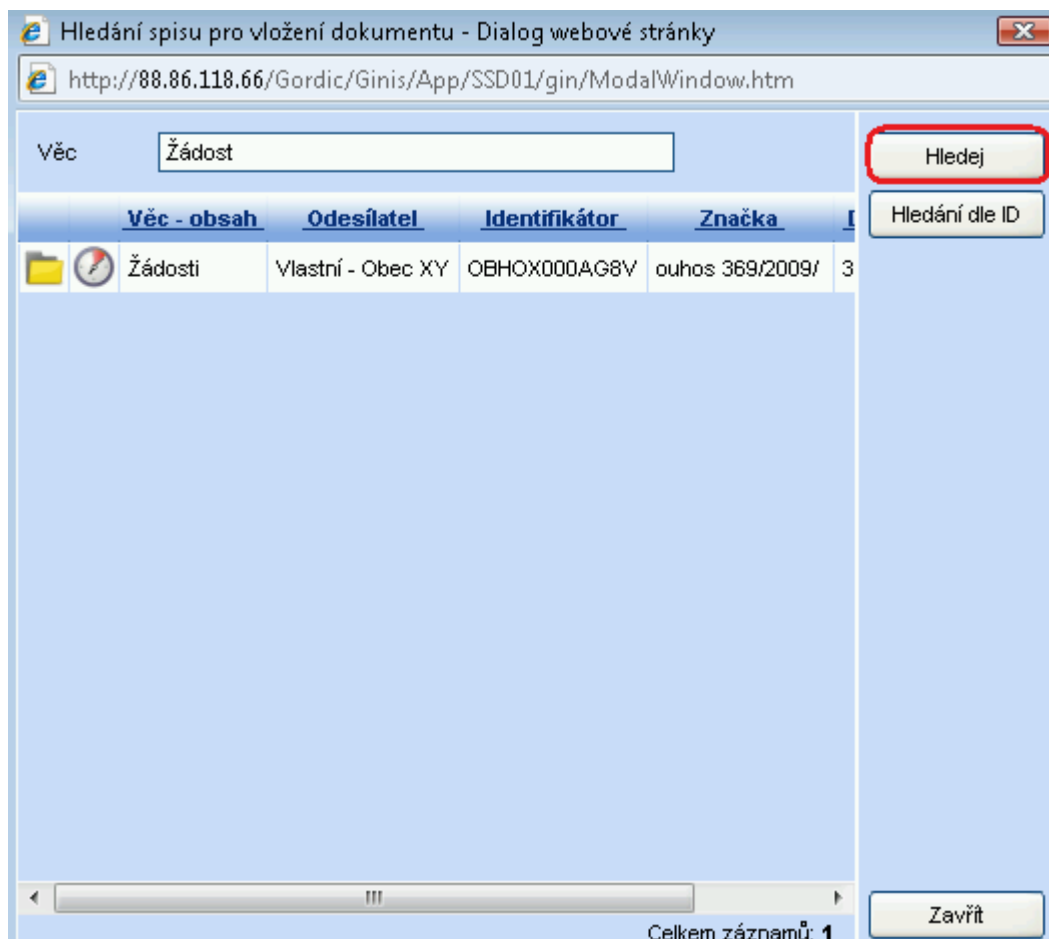 Hledání spisu pro vložení dokumentu - Dialog webové stránky
http://88.86.118.66/Gordic/Ginis/App/SSD01/gin/ModalWindow.htm
Věc Žádost Hledej
Hledání dle ID
Věc - obsah Odesílatel Identifikátor Značka
Žádosti Vlastní - Obec XY OBHOX000AG8V ouhos 369/2009/ 3
Zavřít
Celkem záznamů: 1